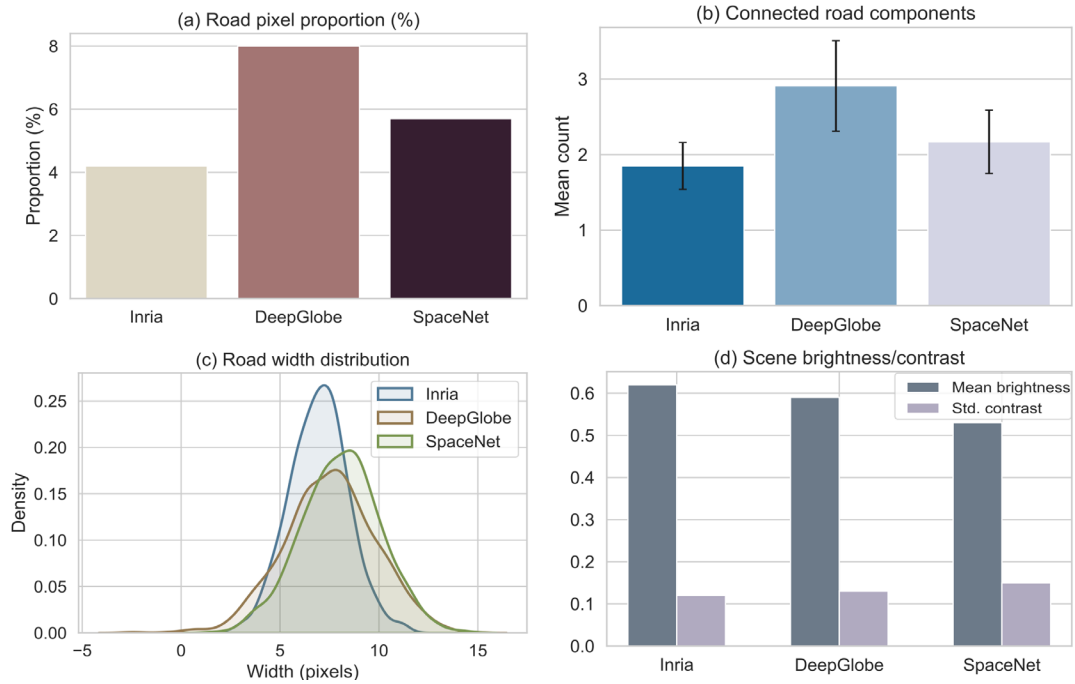 (a) Road pixel proportion (%)
Proportion (%)
8
6
4
2
0
Inria DeepGlobe SpaceNet
(b) Connected road components
Mean count
3
2
1
0
Inria DeepGlobe SpaceNet
(c) Road width distribution
Density
0.25
0.20
0.15
0.10
0.05
0.00
Inria
DeepGlobe
SpaceNet
−5 0 5 10 15
Width (pixels)
(d) Scene brightness/contrast
0.6
0.5
0.4
0.3
0.2
0.1
0.0
Mean brightness
Std. contrast
Inria DeepGlobe SpaceNet